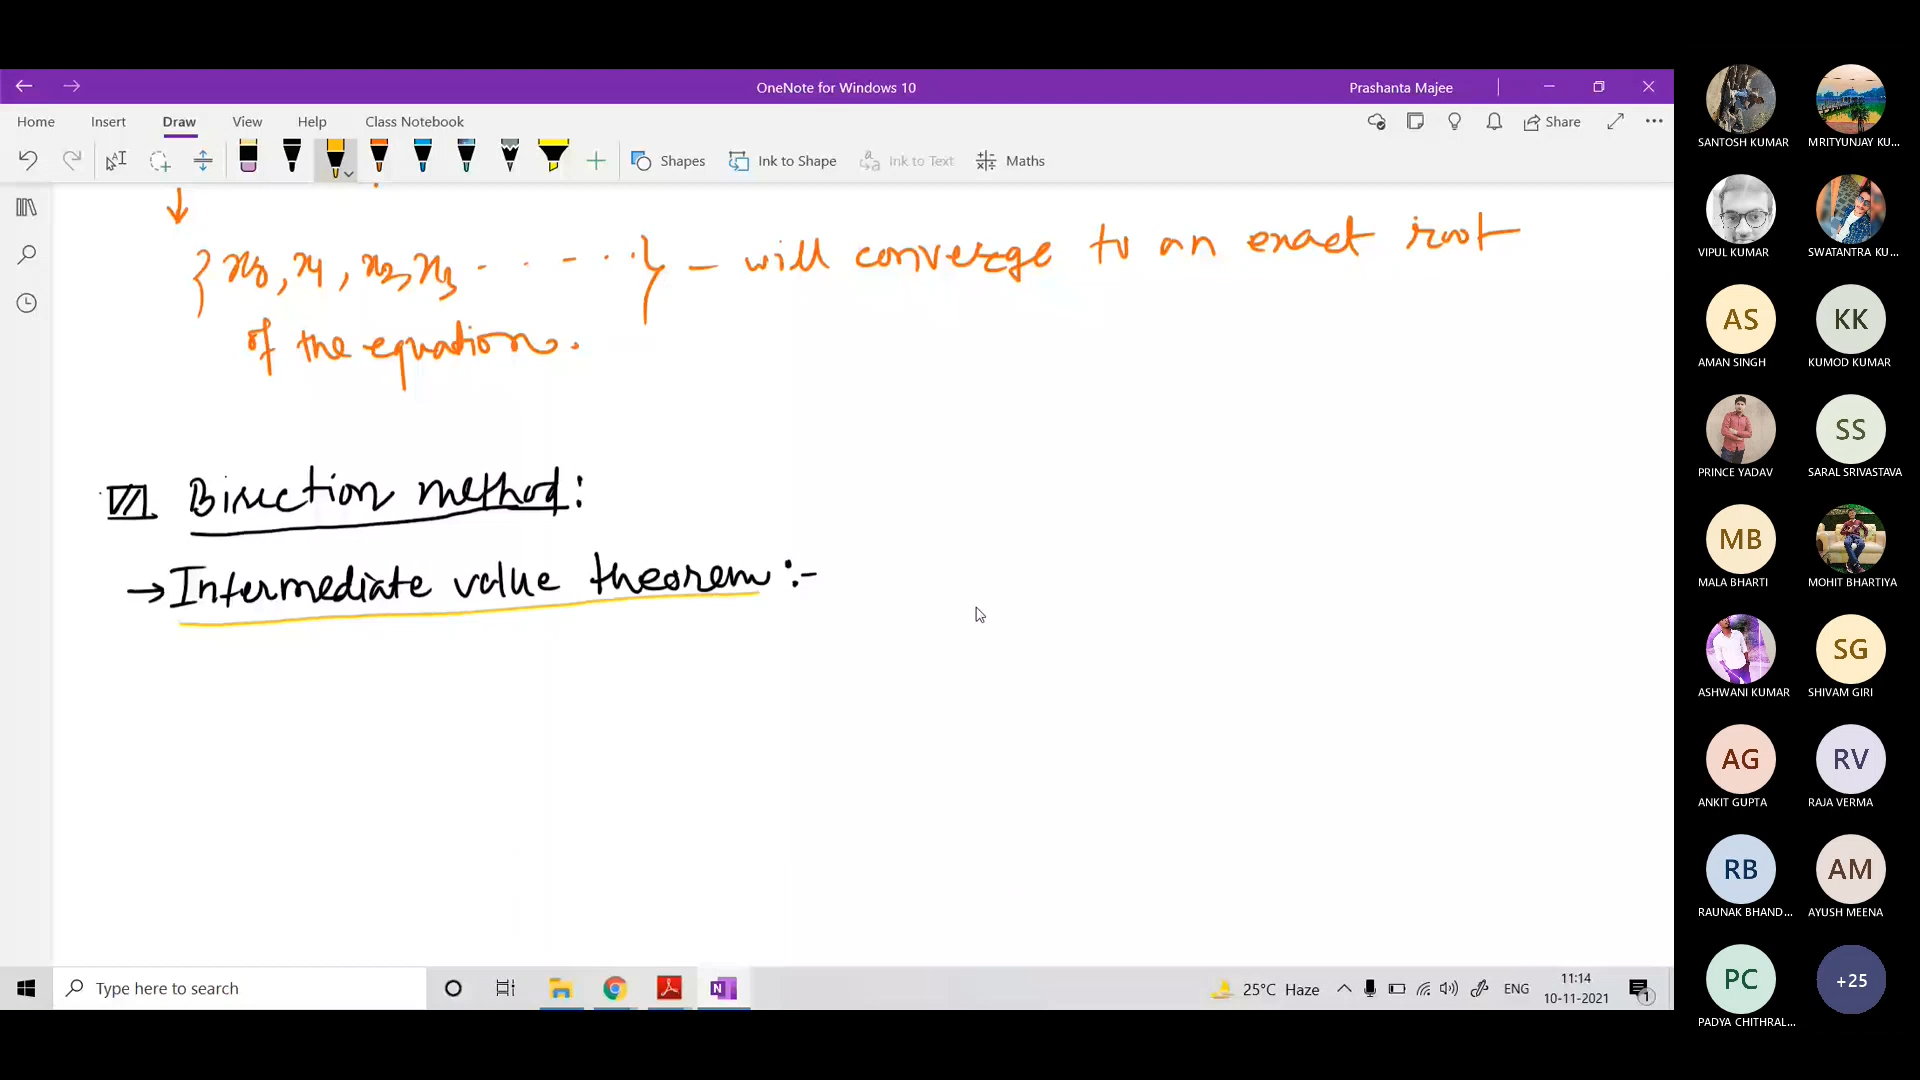 OneNote for Windows 10
Prashanta Majee
Home Insert Draw View Help Class Notebook
Share
Shapes Ink to Shape Ink to Text Maths
{x0, x1, x2, x3 - . . - - . . .} - will converge to an exact root
of the equation.
Bisection method:
→ Intermediate value theorem :-
Type here to search
25°C Haze
ENG
11:14
10-11-2021
1
SANTOSH KUMAR
MRITYUNJAY KU...
VIPUL KUMAR
SWATANTRA KU...
AS
AMAN SINGH
KK
KUMOD KUMAR
PRINCE YADAV
SS
SARAL SRIVASTAVA
MB
MALA BHARTI
MOHIT BHARTIYA
ASHWANI KUMAR
SG
SHIVAM GIRI
AG
ANKIT GUPTA
RV
RAJA VERMA
RB
RAUNAK BHAND...
AM
AYUSH MEENA
PC
PADYA CHITHRAL...
+25